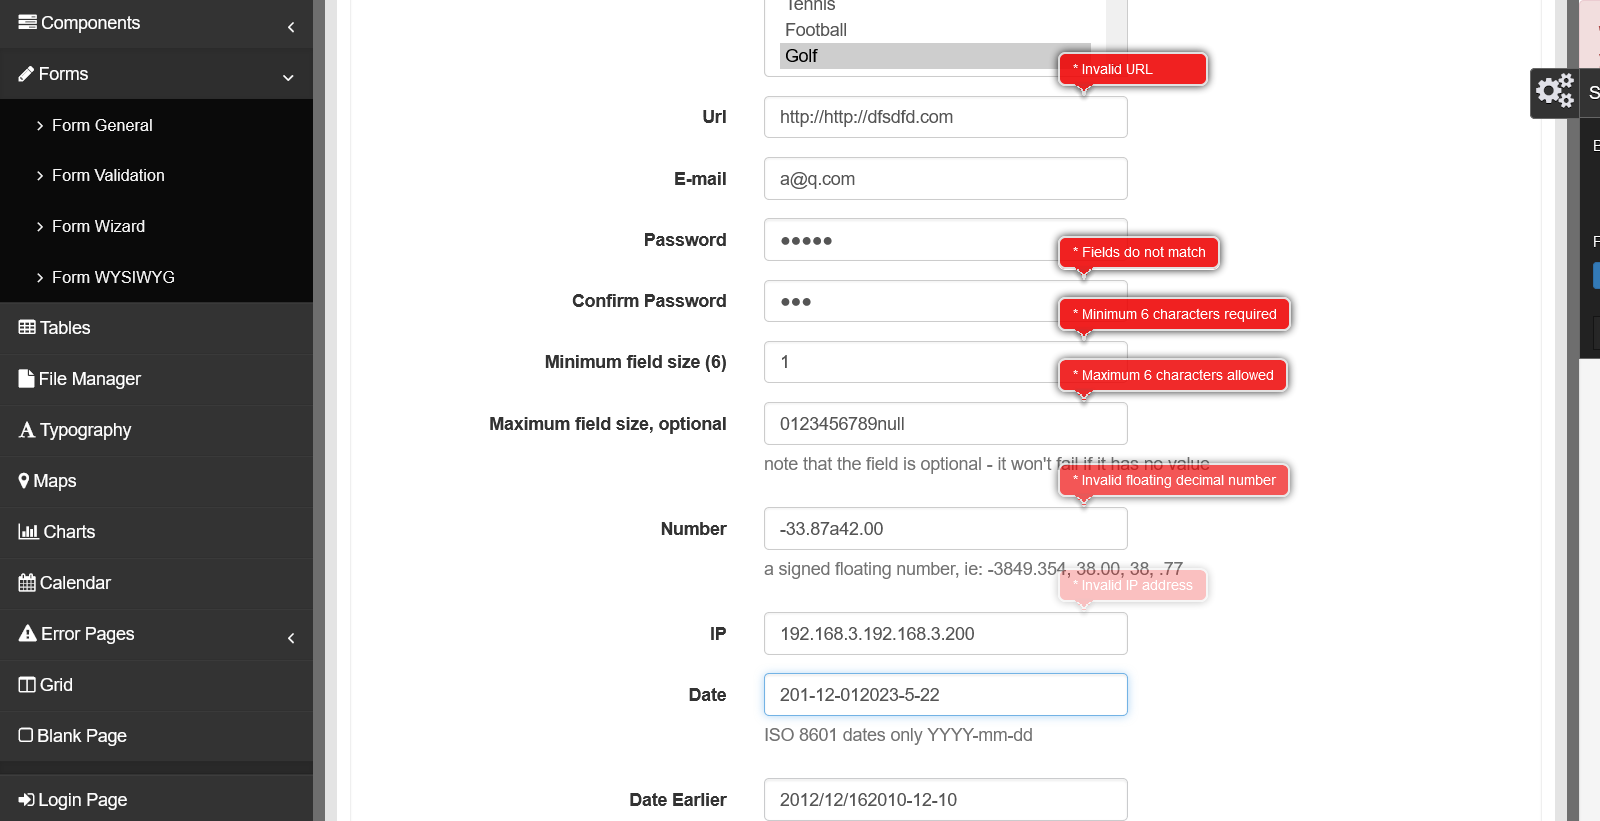 Components
Forms
Form General
Form Validation
Form Wizard
Form WYSIWYG
Tables
File Manager
Typography
Maps
Charts
Calendar
Error Pages
Grid
Blank Page
Login Page
Tennis
Football
Golf
* Invalid URL
Url
http://http://dfsdfd.com
E-mail
a@q.com
Password
●●●●●
* Fields do not match
Confirm Password
●●●
* Minimum 6 characters required
Minimum field size (6)
1
* Maximum 6 characters allowed
Maximum field size, optional
0123456789null
note that the field is optional - it won't fail if it has no value
* Invalid floating decimal number
Number
-33.87a42.00
a signed floating number, ie: -3849.354, 38.00, 38, .77
* Invalid IP address
IP
192.168.3.192.168.3.200
Date
201-12-012023-5-22
ISO 8601 dates only YYYY-mm-dd
Date Earlier
2012/12/162010-12-10